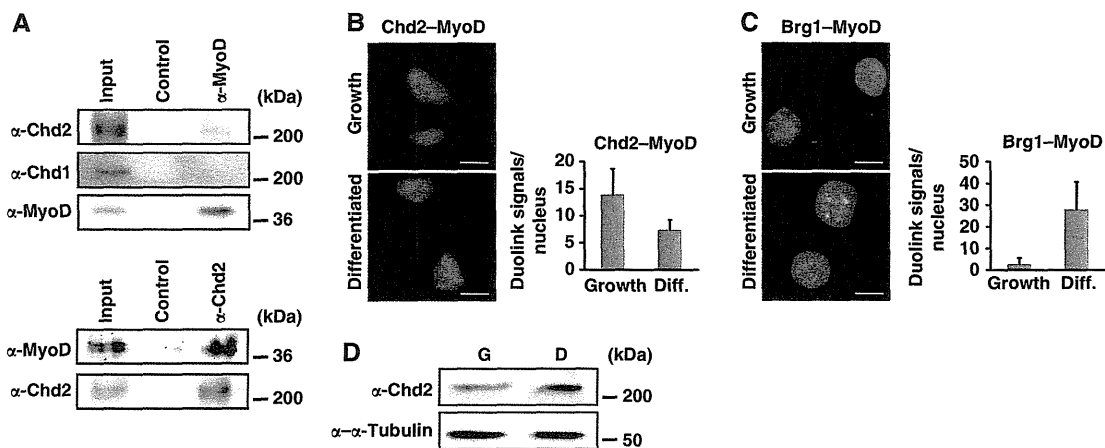 A
Input
Control
α-MyoD
(kDa)
α-Chd2
200
α-Chd1
200
α-MyoD
36
Input
Control
α-Chd2
(kDa)
α-MyoD
36
α-Chd2
200
B
Chd2–MyoD
Growth
Differentiated
Chd2–MyoD
Duolink signals/
nucleus
20
15
10
5
0
Growth Diff.
C
Brg1–MyoD
Growth
Differentiated
Brg1–MyoD
Duolink signals/
nucleus
50
40
30
20
10
0
Growth Diff.
D
G D (kDa)
α-Chd2
200
α–α-Tubulin
50